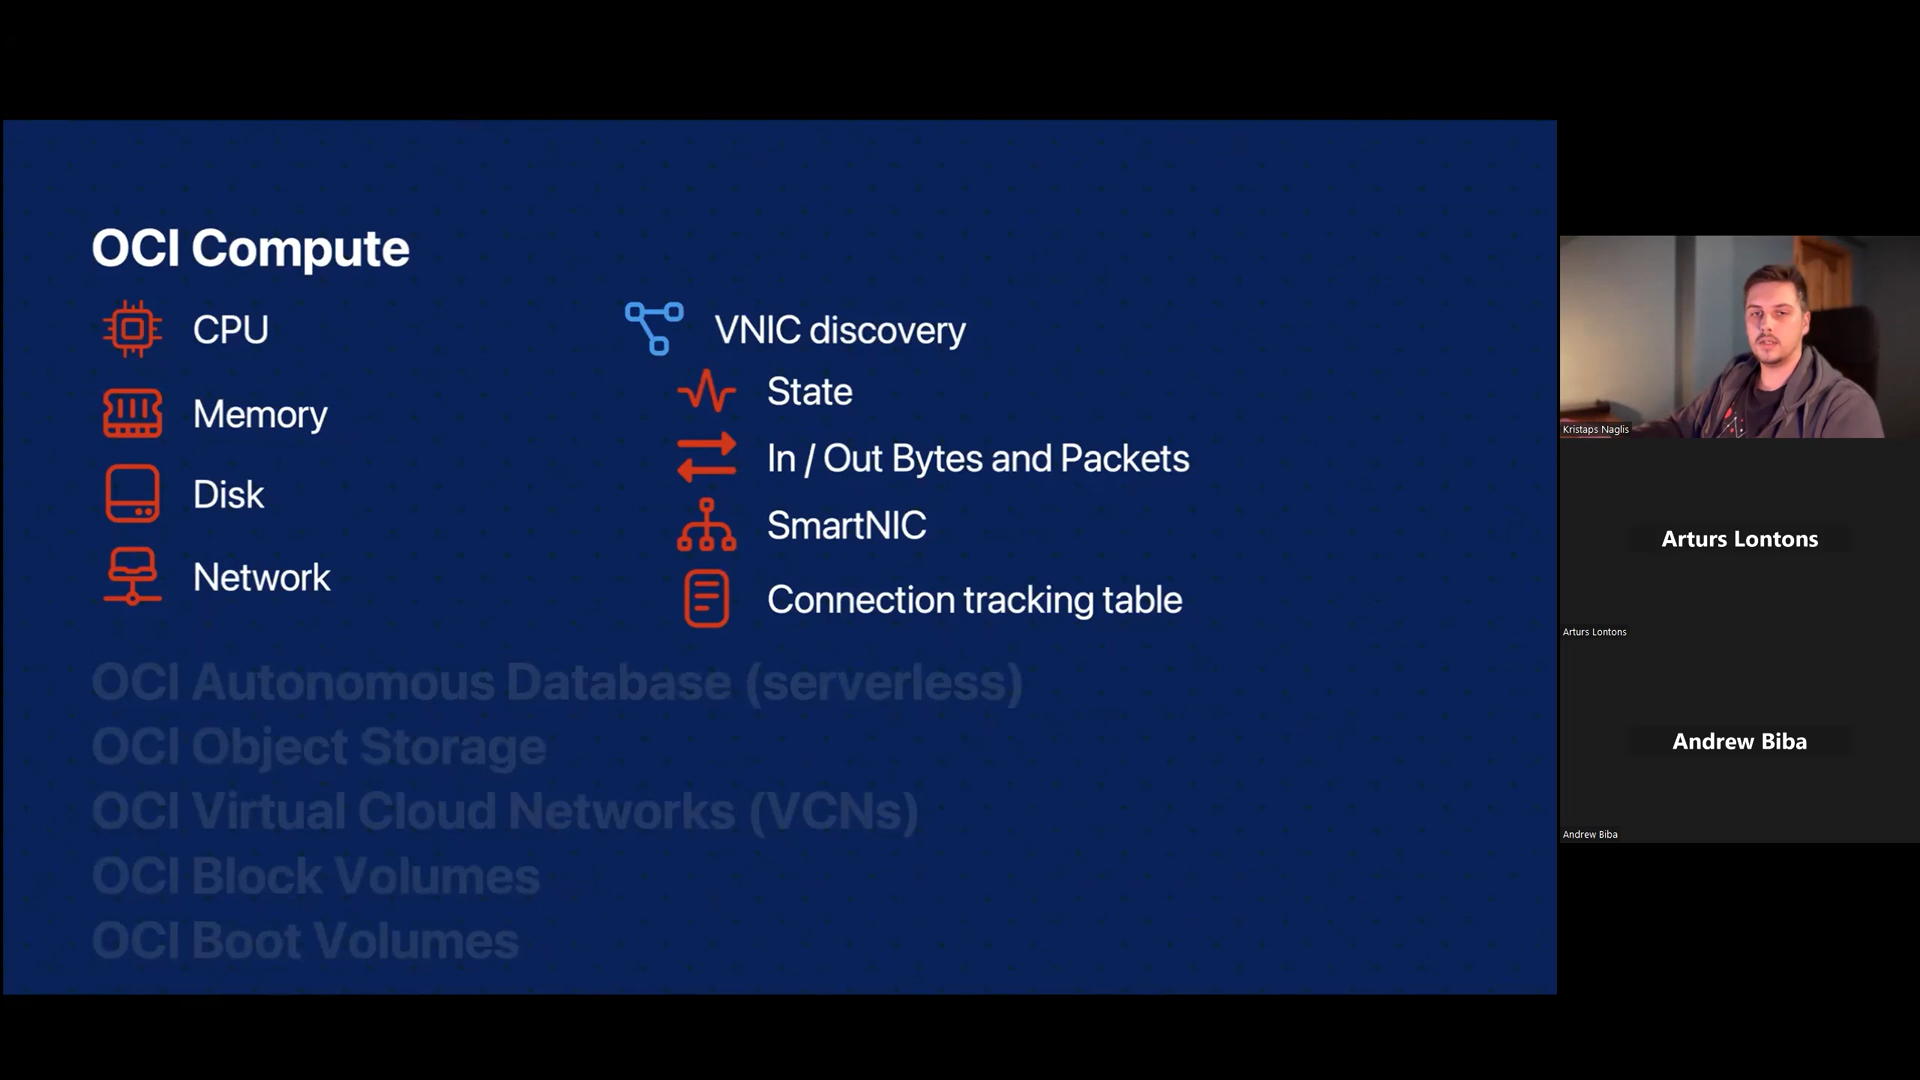 OCI Compute
CPU
Memory
Disk
Network
VNIC discovery
State
In / Out Bytes and Packets
SmartNIC
Connection tracking table
OCI Autonomous Database (serverless)
OCI Object Storage
OCI Virtual Cloud Networks (VCNs)
OCI Block Volumes
OCI Boot Volumes
Kristaps Naglis
Arturs Lontons
Arturs Lontons
Andrew Biba
Andrew Biba